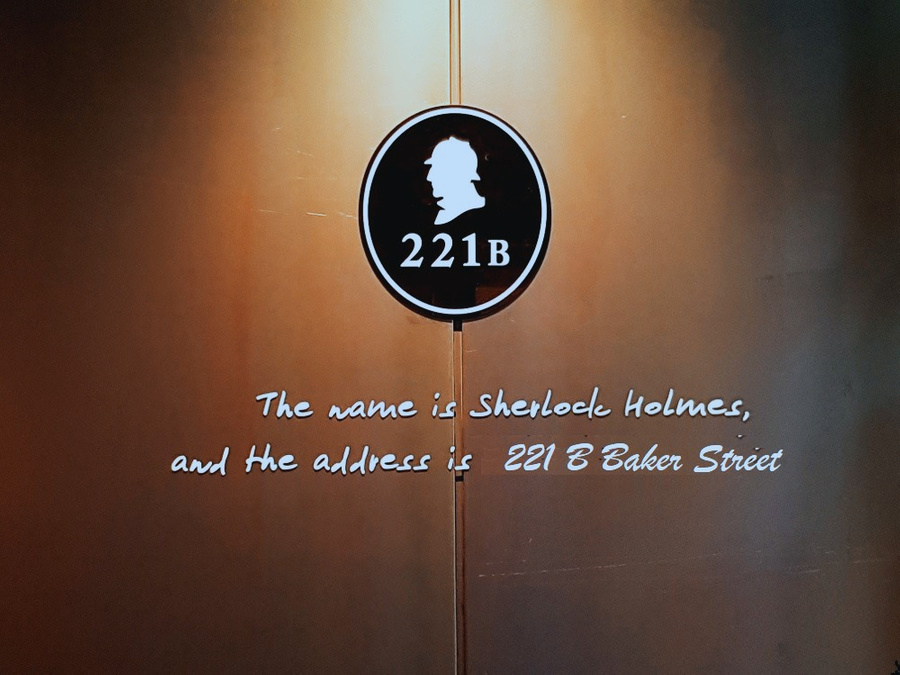 221B
The name is Sherlock Holmes,
and the address is 221 B Baker Street